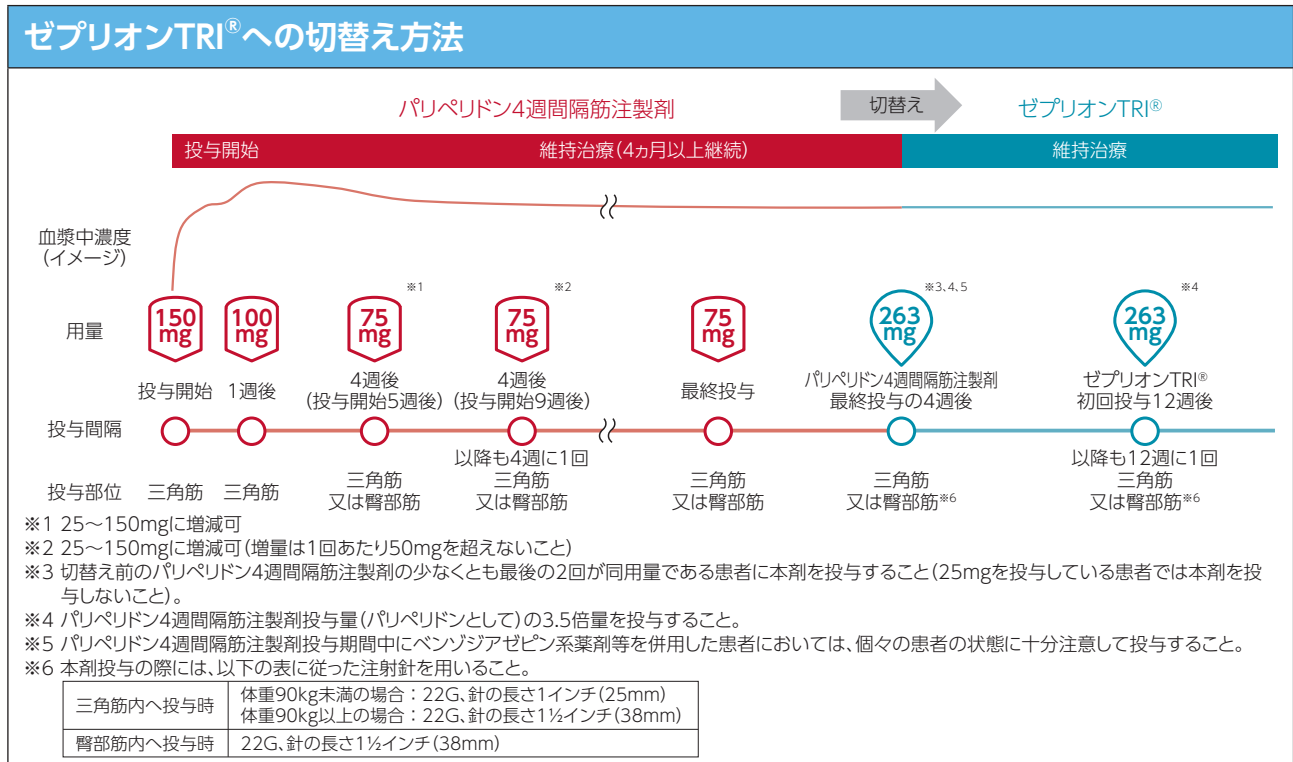 ゼプリオンTRI®への切替え方法
パリペリドン4週間隔筋注製剤 切替え ゼプリオンTRI®
投与開始 維持治療(4ヵ月以上継続) 維持治療
血漿中濃度
(イメージ)
※1 ※2 ※3、4、5 ※4
用量 150 mg 100 mg 75 mg 75 mg 75 mg 263 mg 263 mg
投与開始 1週後 4週後 (投与開始5週後) 4週後 (投与開始9週後) 最終投与 パリペリドン4週間隔筋注製剤 最終投与の4週後 ゼプリオンTRI® 初回投与12週後
投与間隔
以降も4週に1回 以降も12週に1回
投与部位 三角筋 三角筋 三角筋 又は臀部筋 三角筋 又は臀部筋 三角筋 又は臀部筋 三角筋 又は臀部筋※6 三角筋 又は臀部筋※6
※1 25〜150mgに増減可
※2 25〜150mgに増減可(増量は1回あたり50mgを超えないこと)
※3 切替え前のパリペリドン4週間隔筋注製剤の少なくとも最後の2回が同用量である患者に本剤を投与すること(25mgを投与している患者では本剤を投
与しないこと)。
※4 パリペリドン4週間隔筋注製剤投与量(パリペリドンとして)の3.5倍量を投与すること。
※5 パリペリドン4週間隔筋注製剤投与期間中にベンゾジアゼピン系薬剤等を併用した患者においては、個々の患者の状態に十分注意して投与すること。
※6 本剤投与の際には、以下の表に従った注射針を用いること。
三角筋内へ投与時 体重90kg未満の場合:22G、針の長さ1インチ(25mm)
体重90kg以上の場合:22G、針の長さ1½インチ(38mm)
臀部筋内へ投与時 22G、針の長さ1½インチ(38mm)